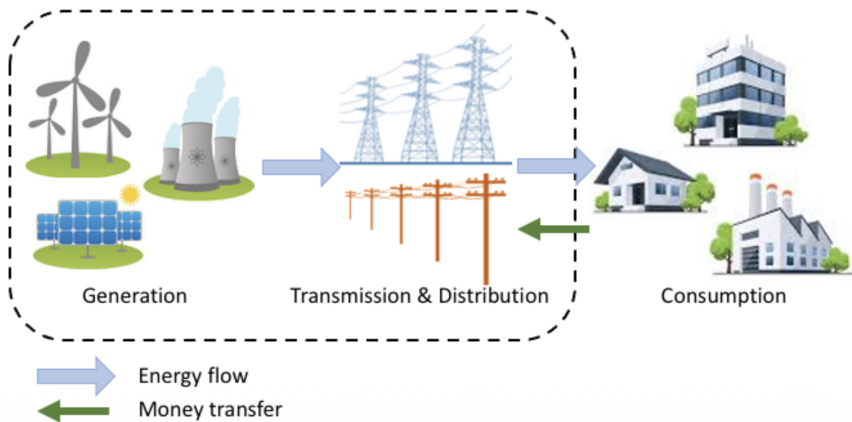 Generation
Transmission & Distribution
Consumption
Energy flow
Money transfer